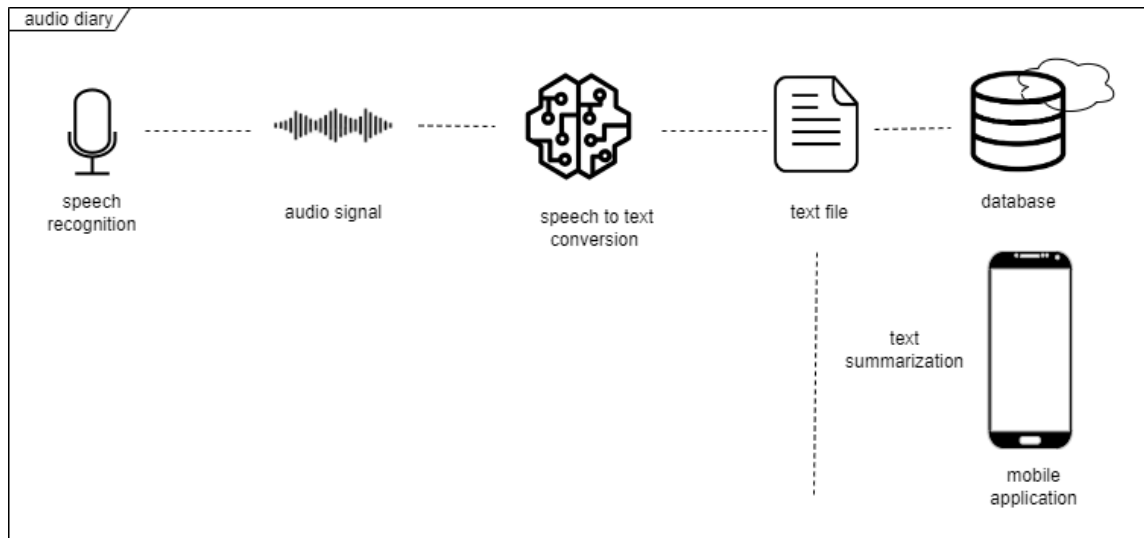 audio diary
speech
recognition
audio signal
speech to text
conversion
text file
database
text
summarization
mobile
application